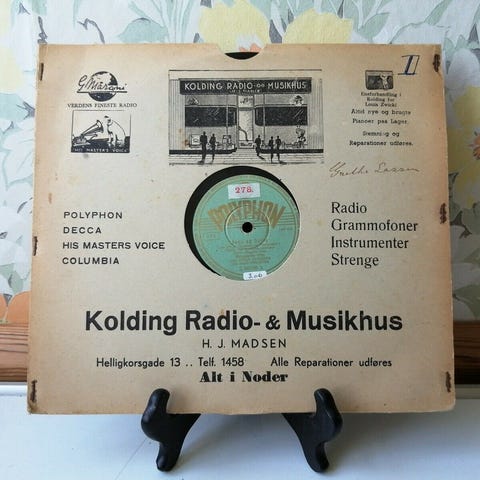 G. Marconi
VERDENS FINESTE RADIO
HIS MASTER'S VOICE
KOLDING RADIO- OG MUSIKHUS
II
Eneforhandling i
Kolding for
Louis Zwicki
Altid nye og brugte
Pianoer paa Lager.
Stemning og
Reparationer udføres.
POLYPHON
DECCA
HIS MASTERS VOICE
COLUMBIA
278.
POLYPHON
Radio
Grammofoner
Instrumenter
Strenge
Kolding Radio- & Musikhus
H. J. MADSEN
Helligkorsgade 13 .. Telf. 1458 Alle Reparationer udføres
Alt i Noder